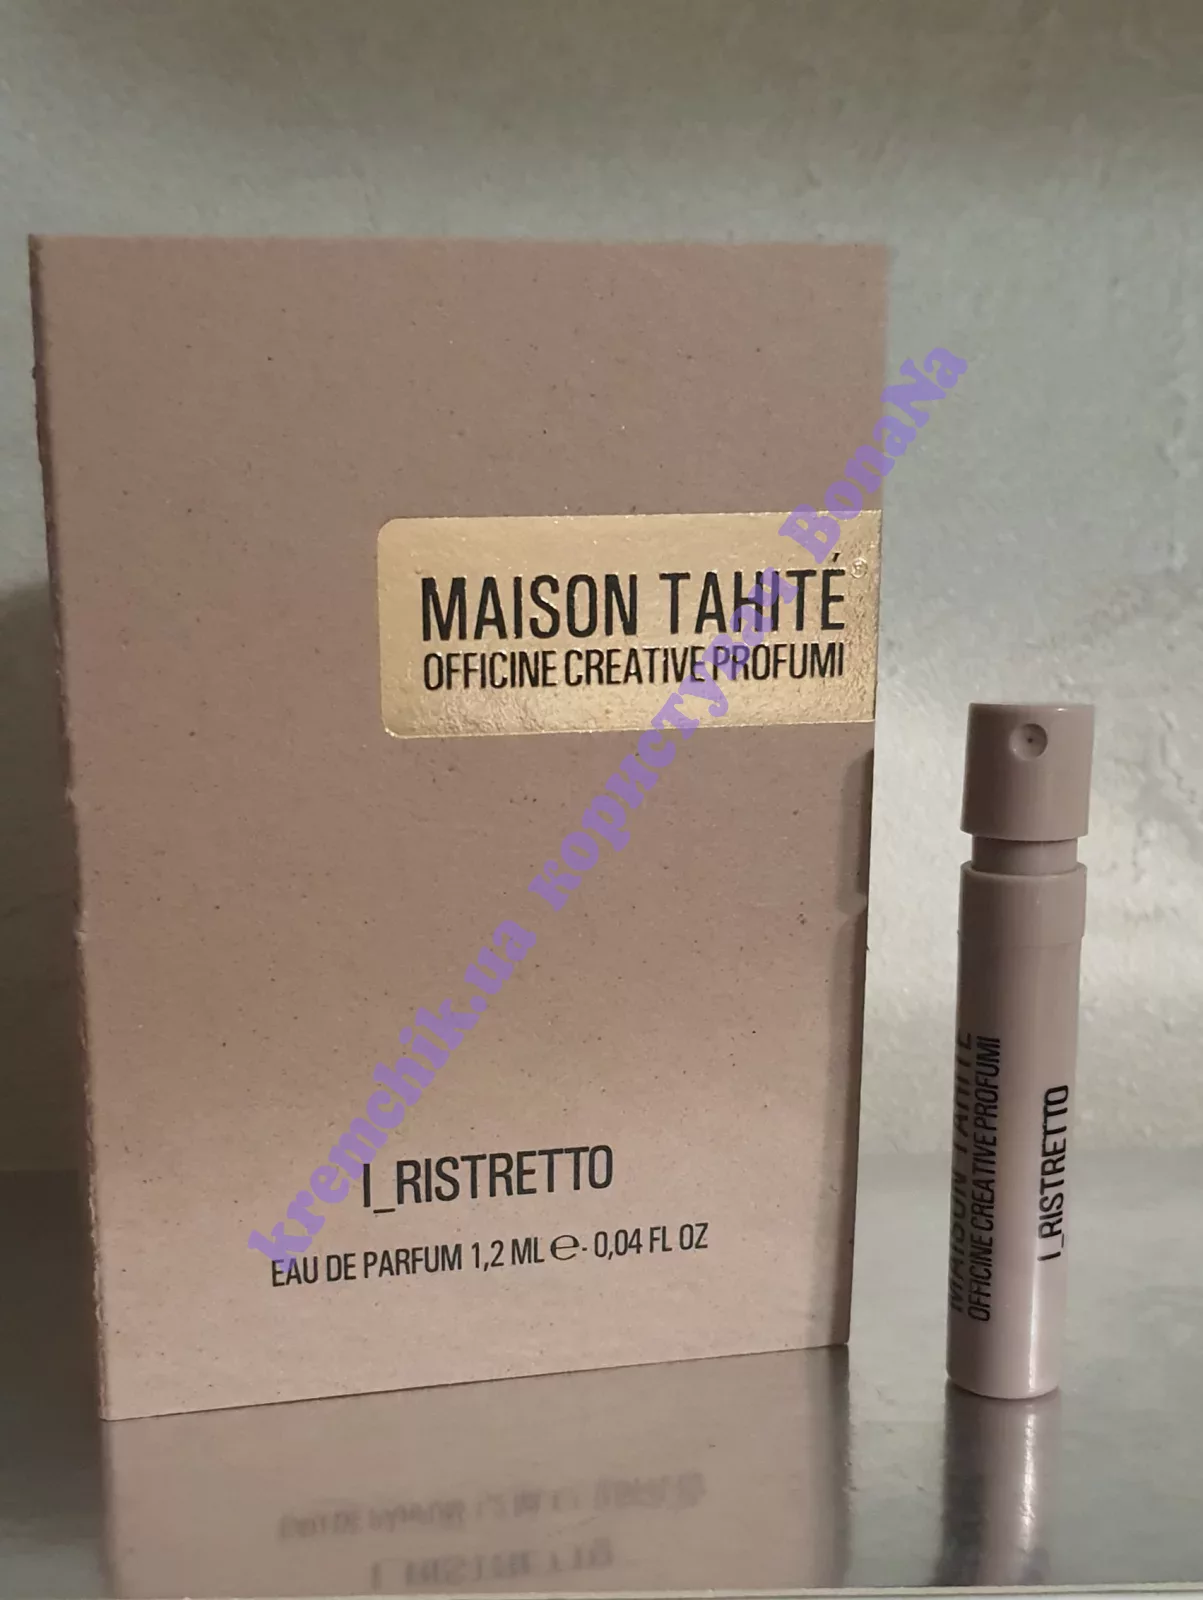 MAISON TAHITÉ®
OFFICINE CREATIVE PROFUMI
I_RISTRETTO
EAU DE PARFUM 1,2 ML ℮- 0,04 FL OZ
MAISON TAHITÉ
OFFICINE CREATIVE PROFUMI
I_RISTRETTO
kremchik.ua користувач BonaNa